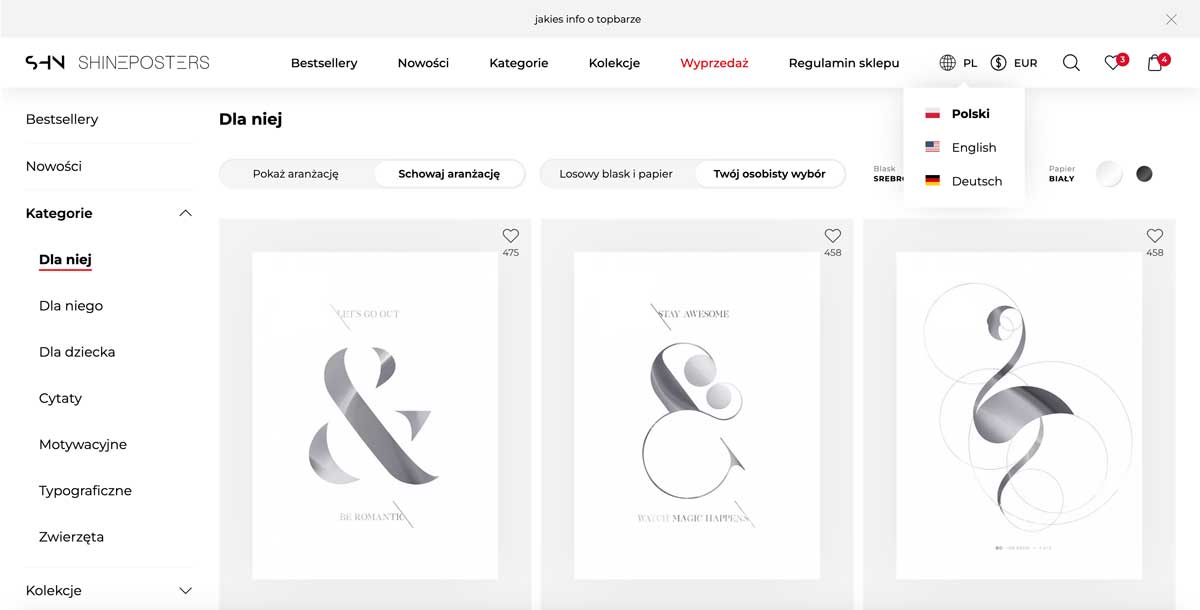 jakies info o topbarze
SHN SHINEPOSTERS
Bestsellery Nowości Kategorie Kolekcje Wyprzedaż Regulamin sklepu PL EUR 3 4
Polski
English
Deutsch
Bestsellery
Nowości
Kategorie
Dla niej
Dla niego
Dla dziecka
Cytaty
Motywacyjne
Typograficzne
Zwierzęta
Kolekcje
Dla niej
Pokaż aranżację Schowaj aranżację Losowy blask i papier Twój osobisty wybór
Blask
Papier
BIAŁY
475
LET'S GO OUT
&
BE ROMANTIC
458
STAY AWESOME
WATCH MAGIC HAPPENS
458